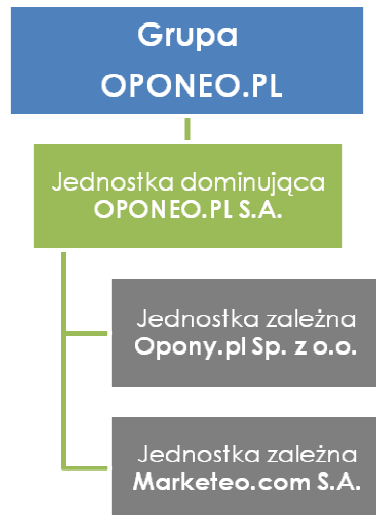 Grupa
OPONEO.PL
Jednostka dominująca
OPONEO.PL S.A.
Jednostka zależna
Opony.pl Sp. z o.o.
Jednostka zależna
Marketeo.com S.A.